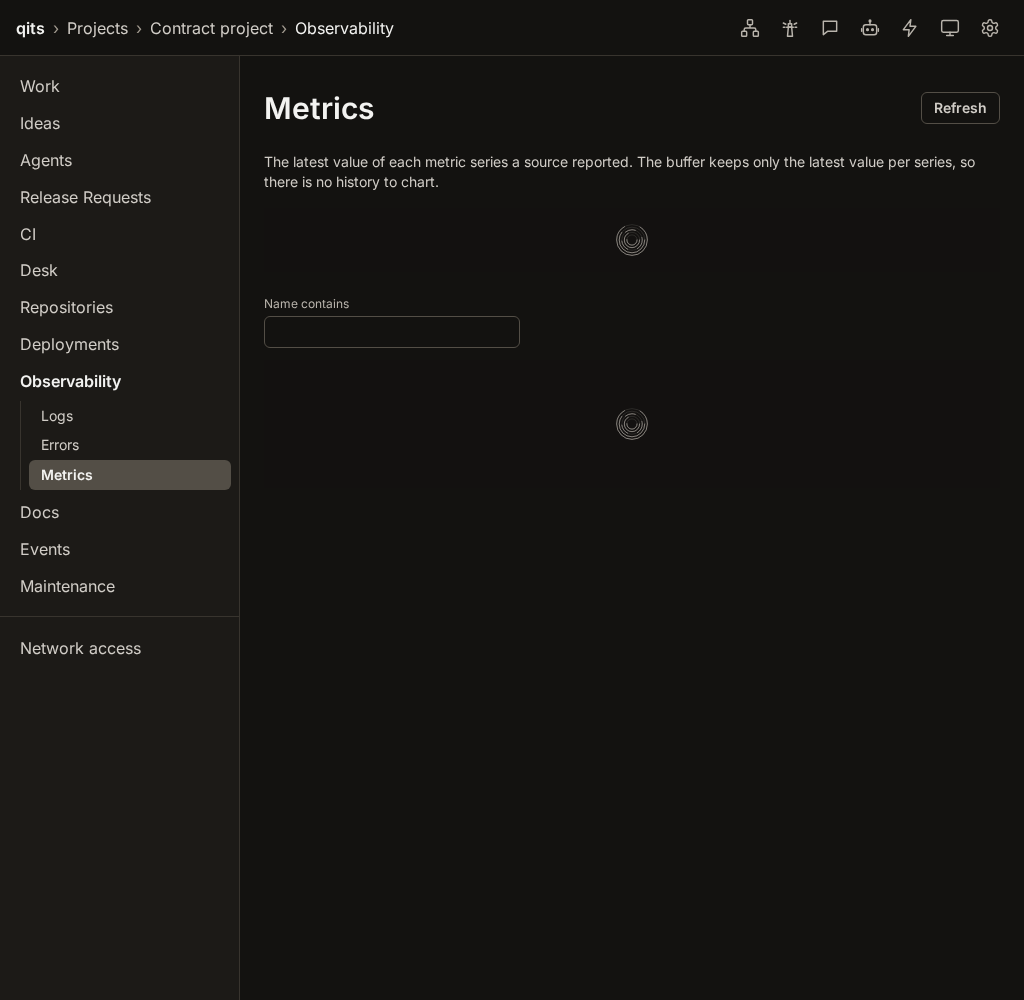 qits › Projects › Contract project › Observability
Work
Ideas
Agents
Release Requests
CI
Desk
Repositories
Deployments
Observability
Logs
Errors
Metrics
Docs
Events
Maintenance
Network access
Metrics
Refresh
The latest value of each metric series a source reported. The buffer keeps only the latest value per series, so
there is no history to chart.
Name contains